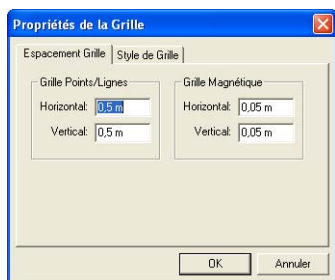 Propriétés de la Grille
Espacement Grille Style de Grille
Grille Points/Lignes Grille Magnétique
Horizontal: 0,5 m Horizontal: 0,05 m
Vertical: 0,5 m Vertical: 0,05 m
OK Annuler